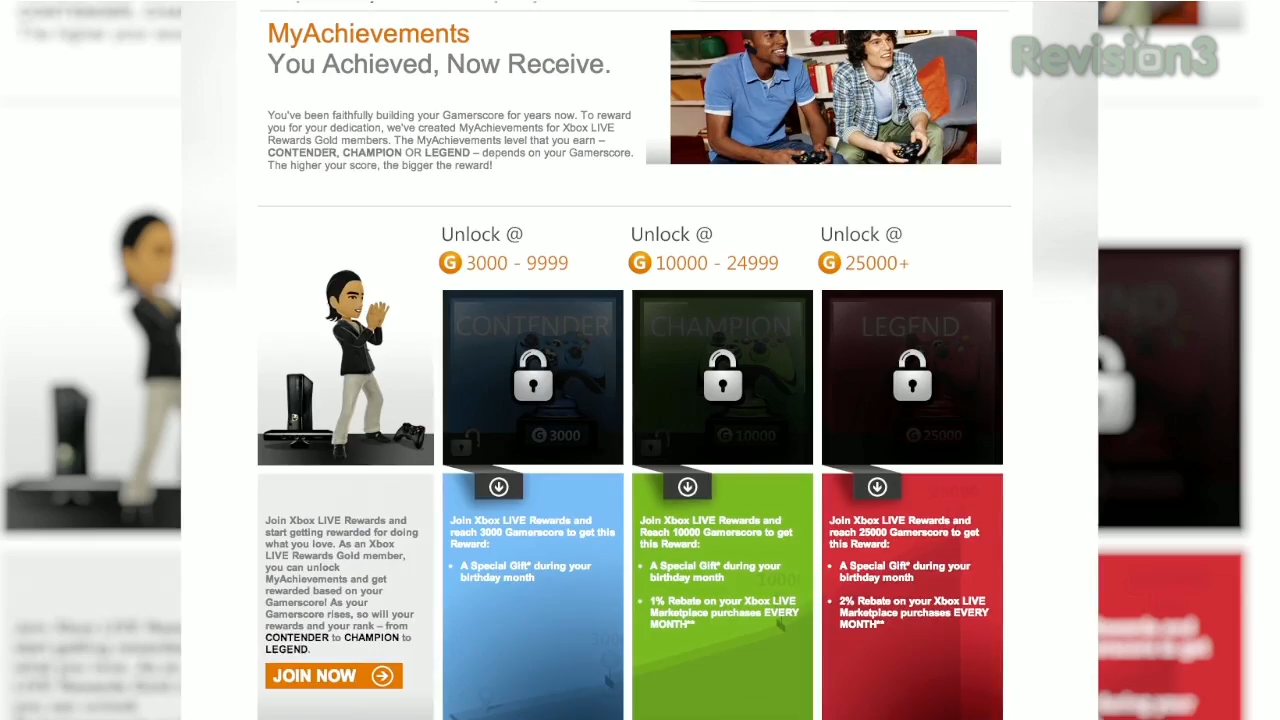 Revision3
MyAchievements
You Achieved, Now Receive.
You've been faithfully building your Gamerscore for years now. To reward
you for your dedication, we've created MyAchievements for Xbox LIVE
Rewards Gold members. The MyAchievements level that you earn –
CONTENDER, CHAMPION OR LEGEND – depends on your Gamerscore.
The higher your score, the bigger the reward!
Unlock @
G 3000 - 9999
Unlock @
G 10000 - 24999
Unlock @
G 25000+
CONTENDER
G 3000
CHAMPION
G 10000
LEGEND
G 25000
Join Xbox LIVE Rewards and
start getting rewarded for doing
what you love. As an Xbox
LIVE Rewards Gold member,
you can unlock
MyAchievements and get
rewarded based on your
Gamerscore! As your
Gamerscore rises, so will your
rewards and your rank – from
CONTENDER to CHAMPION to
LEGEND.
JOIN NOW
Join Xbox LIVE Rewards and
reach 3000 Gamerscore to get this
Reward:
• A Special Gift* during your
birthday month
Join Xbox LIVE Rewards and
Reach 10000 Gamerscore to get
this Reward:
• A Special Gift* during your
birthday month
• 1% Rebate on your Xbox LIVE
Marketplace purchases EVERY
MONTH**
Join Xbox LIVE Rewards and
reach 25000 Gamerscore to get
this Reward:
• A Special Gift* during your
birthday month
• 2% Rebate on your Xbox LIVE
Marketplace purchases EVERY
MONTH**